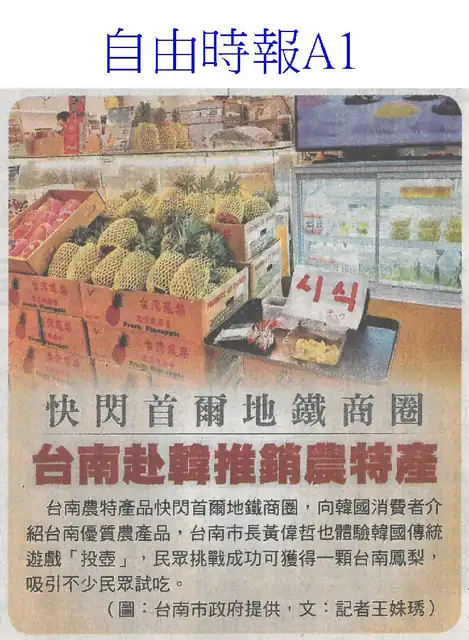 自由時報A1
台灣鳳梨
Fresh Pineapple
台灣鳳梨
Fresh Pineapple
시식
快閃首爾地鐵商圈
台南赴韓推銷農特產
台南農特產品快閃首爾地鐵商圈，向韓國消費者介
紹台南優質農產品，台南市長黃偉哲也體驗韓國傳統
遊戲「投壺」，民眾挑戰成功可獲得一顆台南鳳梨，
吸引不少民眾試吃。
（圖：台南市政府提供，文：記者王姝琇）